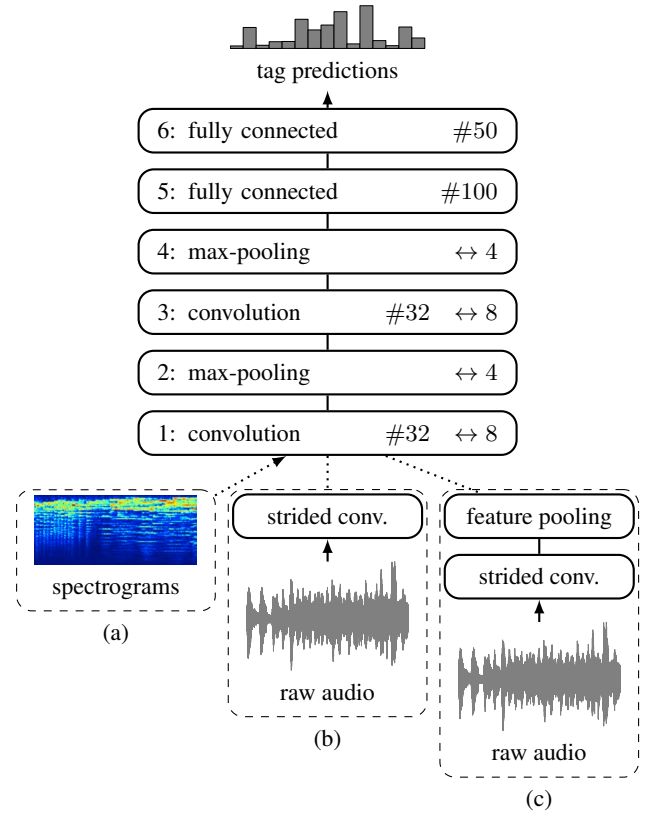 tag predictions
6: fully connected #50
5: fully connected #100
4: max-pooling ↔ 4
3: convolution #32 ↔ 8
2: max-pooling ↔ 4
1: convolution #32 ↔ 8
spectrograms
(a)
strided conv.
raw audio
(b)
feature pooling
strided conv.
raw audio
(c)